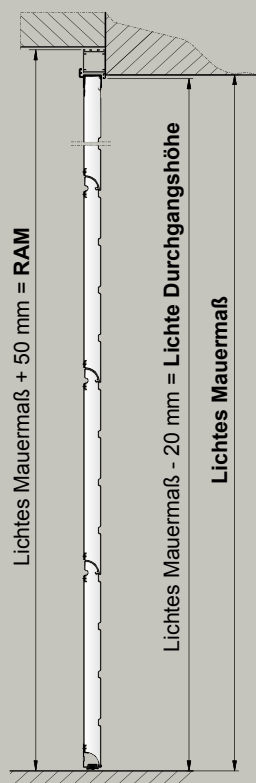 Lichtes Mauermaß + 50 mm = RAM
Lichtes Mauermaß - 20 mm = Lichte Durchgangshöhe
Lichtes Mauermaß